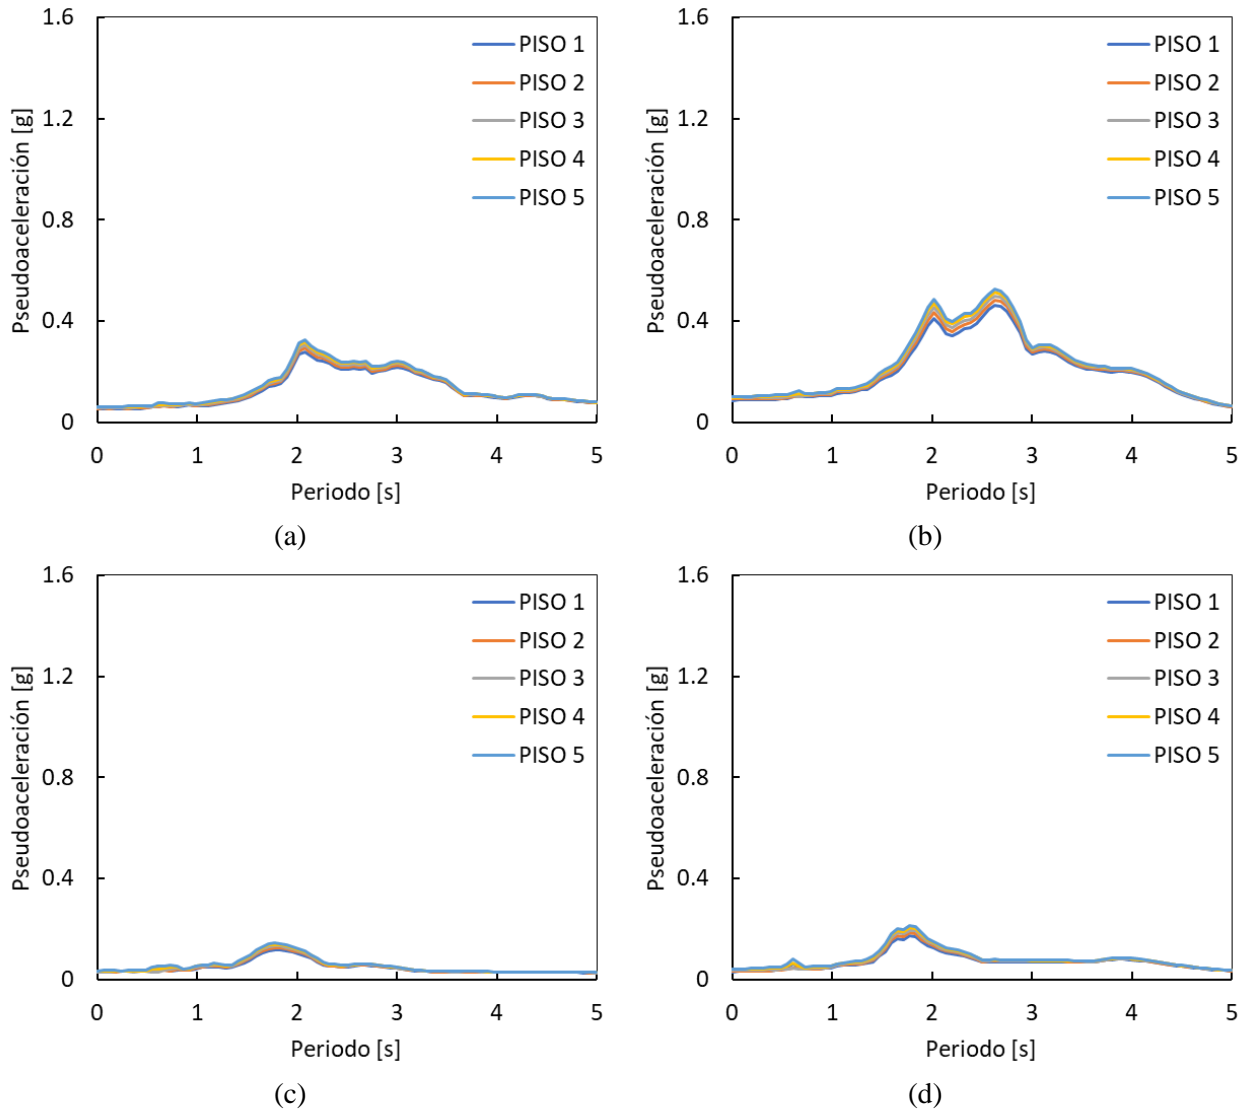 1.6
1.2
0.8
0.4
0
Pseudoaceleración [g]
0 1 2 3 4 5
Periodo [s]
PISO 1
PISO 2
PISO 3
PISO 4
PISO 5
(a)
1.6
1.2
0.8
0.4
0
Pseudoaceleración [g]
0 1 2 3 4 5
Periodo [s]
PISO 1
PISO 2
PISO 3
PISO 4
PISO 5
(b)
1.6
1.2
0.8
0.4
0
Pseudoaceleración [g]
0 1 2 3 4 5
Periodo [s]
PISO 1
PISO 2
PISO 3
PISO 4
PISO 5
(c)
1.6
1.2
0.8
0.4
0
Pseudoaceleración [g]
0 1 2 3 4 5
Periodo [s]
PISO 1
PISO 2
PISO 3
PISO 4
PISO 5
(d)